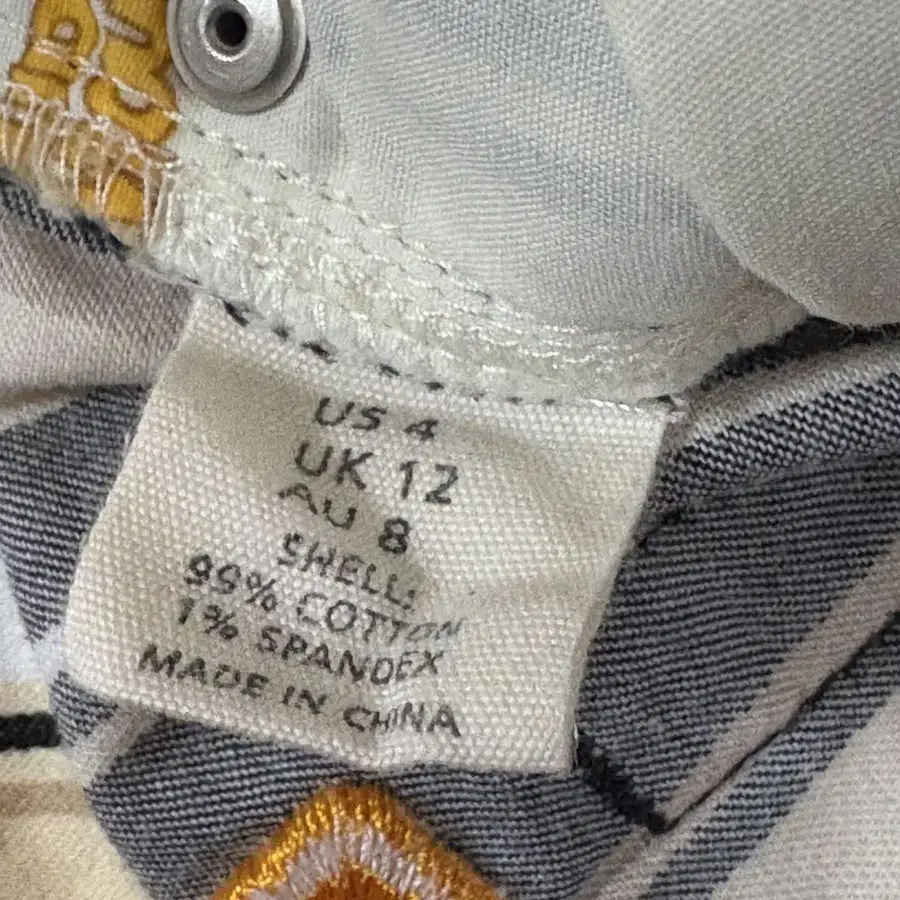 US 4
UK 12
AU 8
SHELL:
99% COTTON
1% SPANDEX
MADE IN CHINA